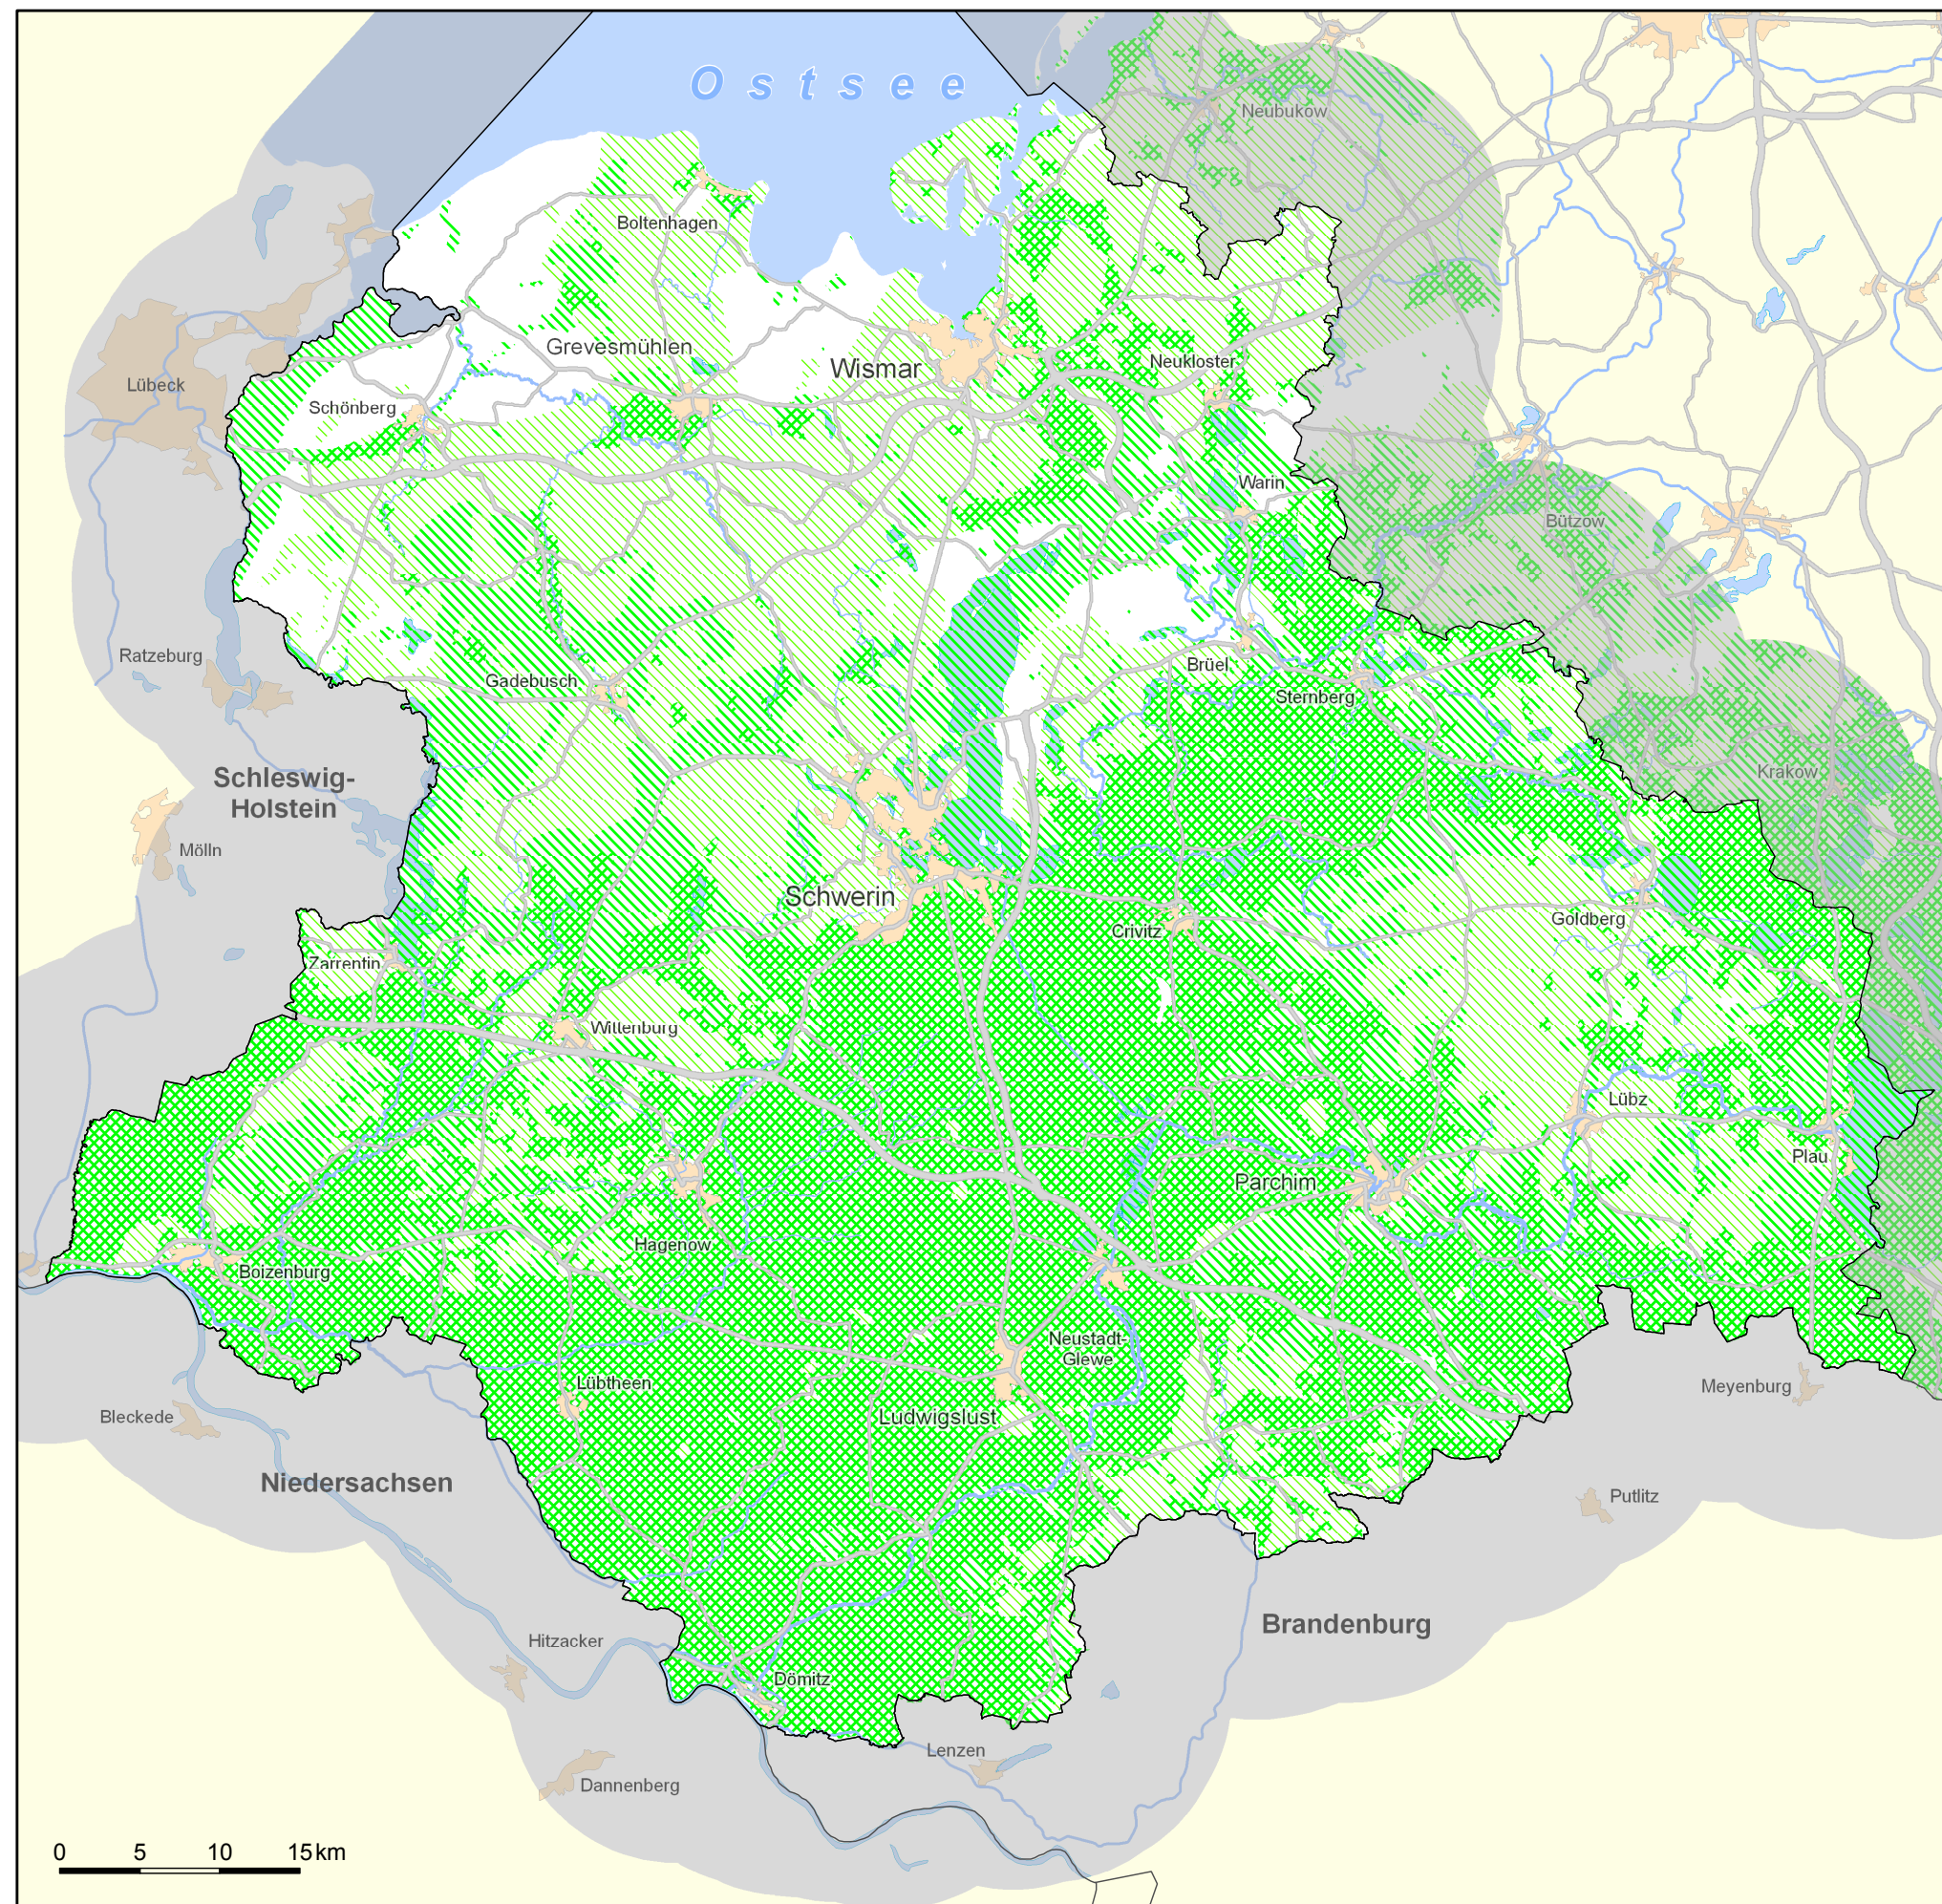 Ostsee
Neubukow
Boltenhagen
Grevesmühlen
Wismar
Neukloster
Lübeck
Schönberg
Warin
Bützow
Ratzeburg
Gadebusch
Brüel
Sternberg
Schleswig-
Holstein
Krakow
Mölln
Schwerin
Crivitz
Goldberg
Zarrentin
Wittenburg
Lübz
Plau
Parchim
Hagenow
Boizenburg
Neustadt-
Glewe
Lübtheen
Meyenburg
Bleckede
Ludwigslust
Niedersachsen
Putlitz
Brandenburg
Hitzacker
Dömitz
Lenzen
Dannenberg
0 5 10 15 km